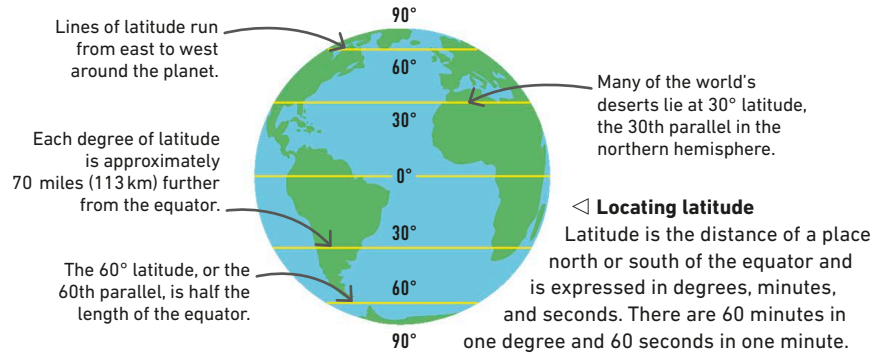 Lines of latitude run
from east to west
around the planet.
Each degree of latitude
is approximately
70 miles (113 km) further
from the equator.
The 60° latitude, or the
60th parallel, is half the
length of the equator.
90°
60°
30°
0°
30°
60°
90°
Many of the world's
deserts lie at 30° latitude,
the 30th parallel in the
northern hemisphere.
◁ Locating latitude
Latitude is the distance of a place
north or south of the equator and
is expressed in degrees, minutes,
and seconds. There are 60 minutes in
one degree and 60 seconds in one minute.